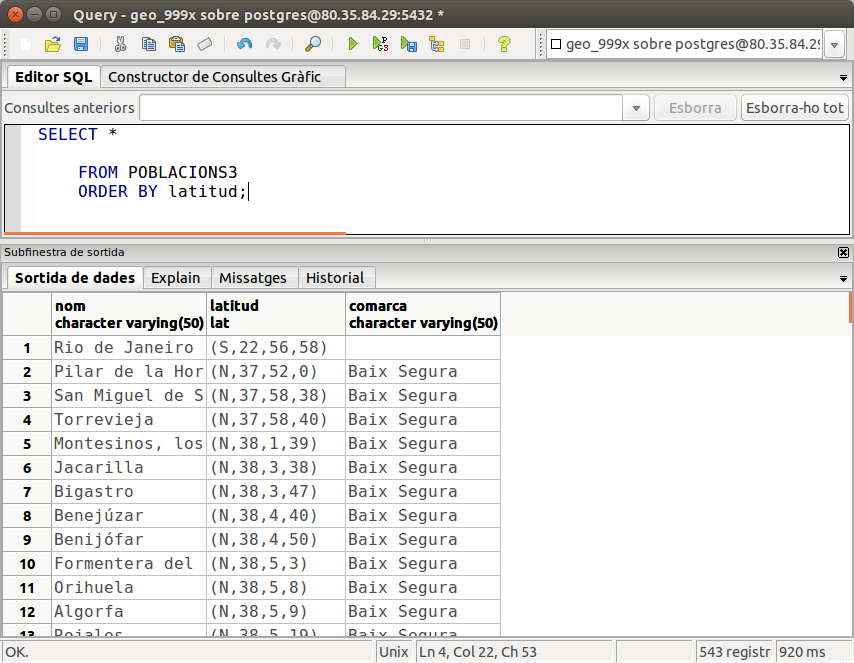 Query - geo_999x sobre postgres@80.35.84.29:5432 *
geo_999x sobre postgres@80.35.84.29
Editor SQL Constructor de Consultes Gràfic
Consultes anteriors Esborra Esborra-ho tot
SELECT *
FROM POBLACIONS3
ORDER BY latitud;
Subfinestra de sortida
Sortida de dades Explain Missatges Historial
nom latitud comarca
character varying(50) lat character varying(50)
1 Rio de Janeiro (S,22,56,58)
2 Pilar de la Hor (N,37,52,0) Baix Segura
3 San Miguel de S (N,37,58,38) Baix Segura
4 Torrevieja (N,37,58,40) Baix Segura
5 Montesinos, los (N,38,1,39) Baix Segura
6 Jacarilla (N,38,3,38) Baix Segura
7 Bigastro (N,38,3,47) Baix Segura
8 Benejúzar (N,38,4,40) Baix Segura
9 Benijófar (N,38,4,50) Baix Segura
10 Formentera del (N,38,5,3) Baix Segura
11 Orihuela (N,38,5,8) Baix Segura
12 Algorfa (N,38,5,9) Baix Segura
13 Rojales (N,38,5,19) Baix Segura
OK. Unix Ln 4, Col 22, Ch 53 543 registr 920 ms